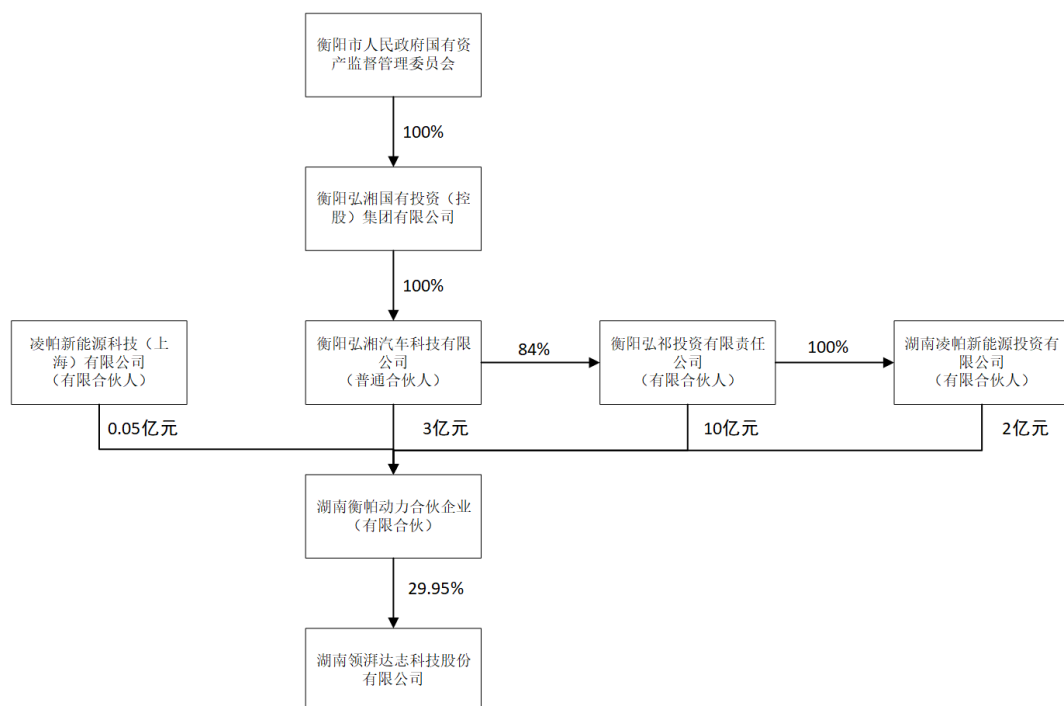 衡阳市人民政府国有资
产监督管理委员会
100%
衡阳弘湘国有投资（控
股）集团有限公司
100%
凌帕新能源科技（上
海）有限公司
（有限合伙人）
衡阳弘湘汽车科技有限
公司
（普通合伙人）
84%
衡阳弘祁投资有限责任
公司
（有限合伙人）
100%
湖南凌帕新能源投资有
限公司
（有限合伙人）
0.05亿元
3亿元
10亿元
2亿元
湖南衡帕动力合伙企业
（有限合伙）
29.95%
湖南领湃达志科技股份
有限公司